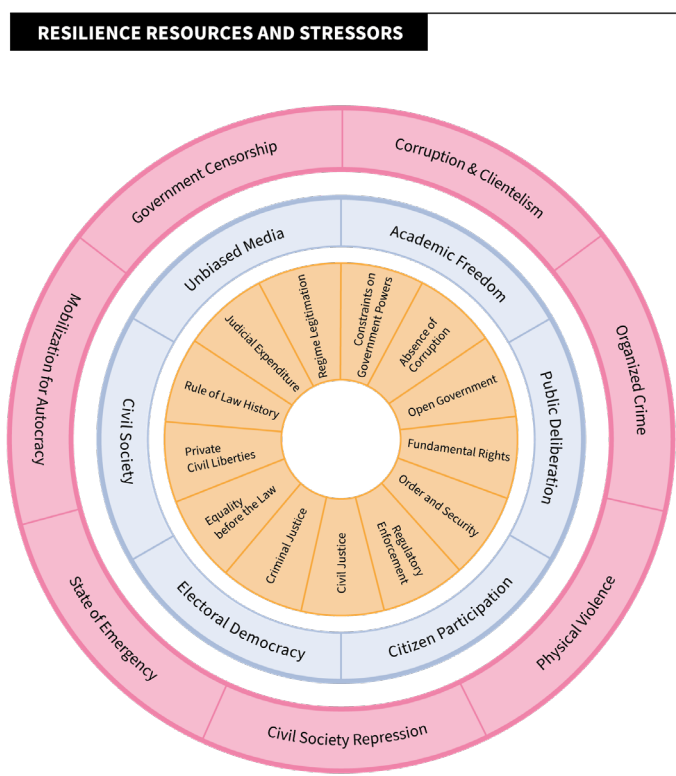 RESILIENCE RESOURCES AND STRESSORS
Government Censorship
Corruption & Clientelism
Organized Crime
Physical Violence
Civil Society Repression
State of Emergency
Mobilization for Autocracy
Unbiased Media
Academic Freedom
Public Deliberation
Citizen Participation
Electoral Democracy
Civil Society
Regime Legitimation
Constraints on
Government Powers
Absence of
Corruption
Open Government
Fundamental Rights
Order and Security
Regulatory
Enforcement
Civil Justice
Criminal Justice
Equality
before the Law
Private
Civil Liberties
Rule of Law History
Judicial Expenditure